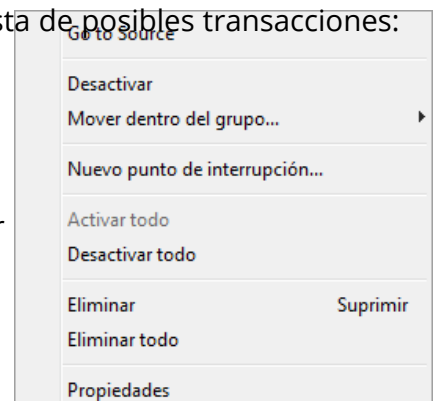 sta de posibles transacciones:
Go to Source
Desactivar
Mover dentro del grupo...
Nuevo punto de interrupción...
Activar todo
Desactivar todo
Eliminar Suprimir
Eliminar todo
Propiedades